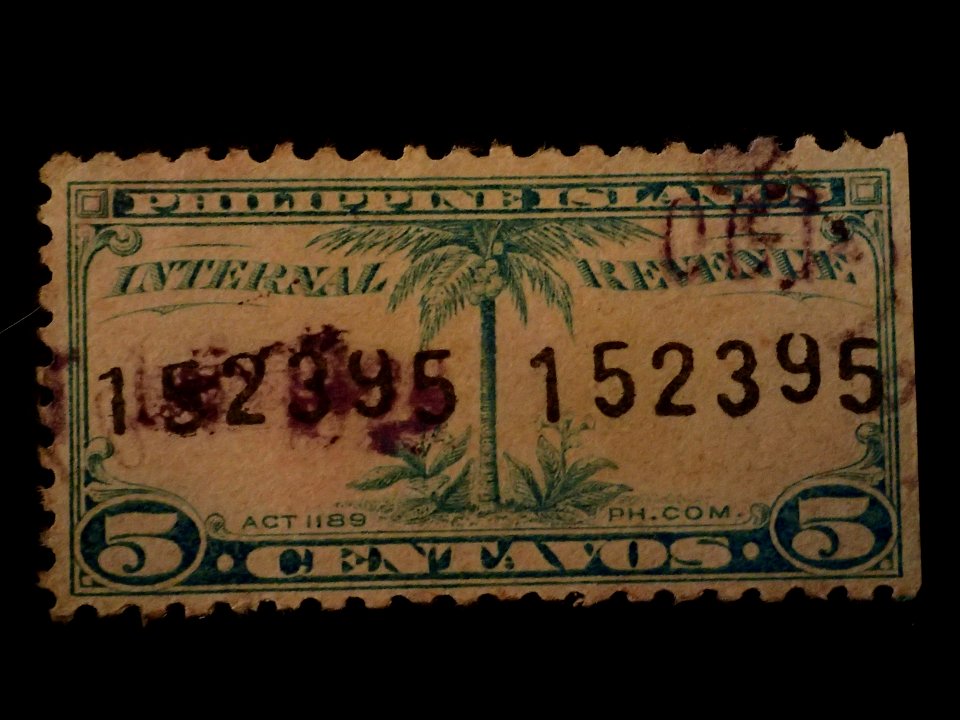 PHILIPPINE ISLANDS
INTERNAL REVENUE
152395 152395
5 ACT 1189 PH.COM. 5
CENTAVOS